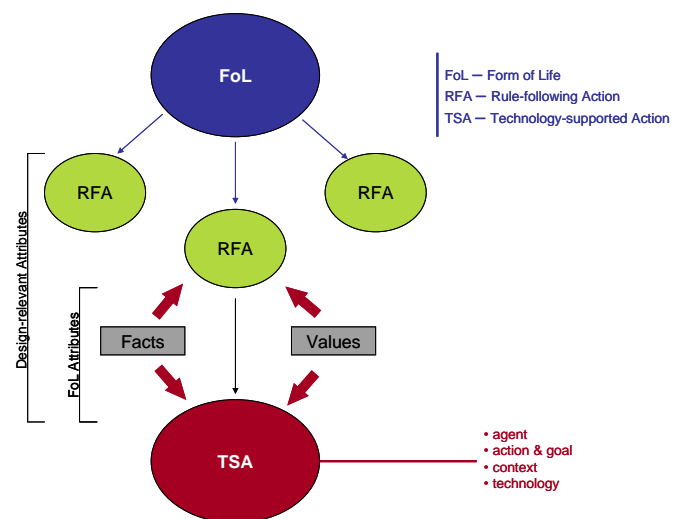 FoL
FoL – Form of Life
RFA – Rule-following Action
TSA – Technology-supported Action
RFA
RFA
RFA
Design-relevant Attributes
FoL Attributes
Facts
Values
TSA
• agent
• action & goal
• context
• technology